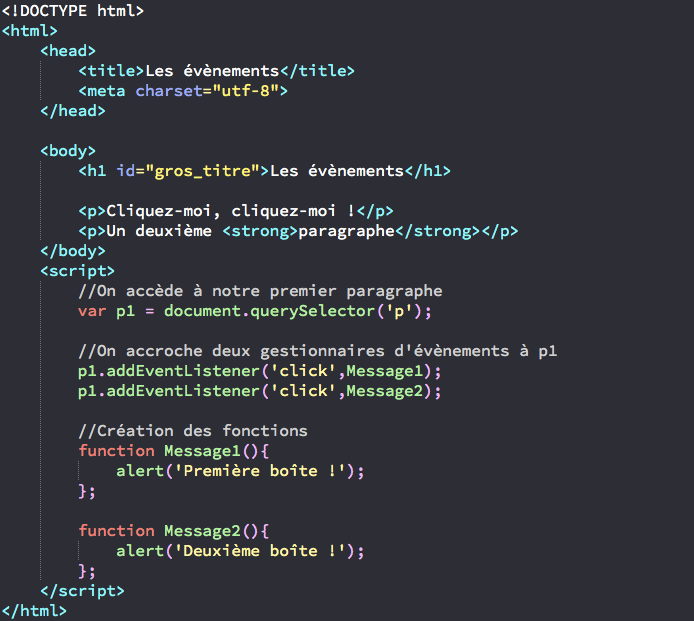 <!DOCTYPE html>
<html>
<head>
<title>Les évènements</title>
<meta charset="utf-8">
</head>
<body>
<h1 id="gros_titre">Les évènements</h1>
<p>Cliquez-moi, cliquez-moi !</p>
<p>Un deuxième <strong>paragraphe</strong></p>
</body>
<script>
//On accède à notre premier paragraphe
var p1 = document.querySelector('p');
//On accroche deux gestionnaires d'évènements à p1
p1.addEventListener('click',Message1);
p1.addEventListener('click',Message2);
//Création des fonctions
function Message1(){
alert('Première boîte !');
};
function Message2(){
alert('Deuxième boîte !');
};
</script>
</html>